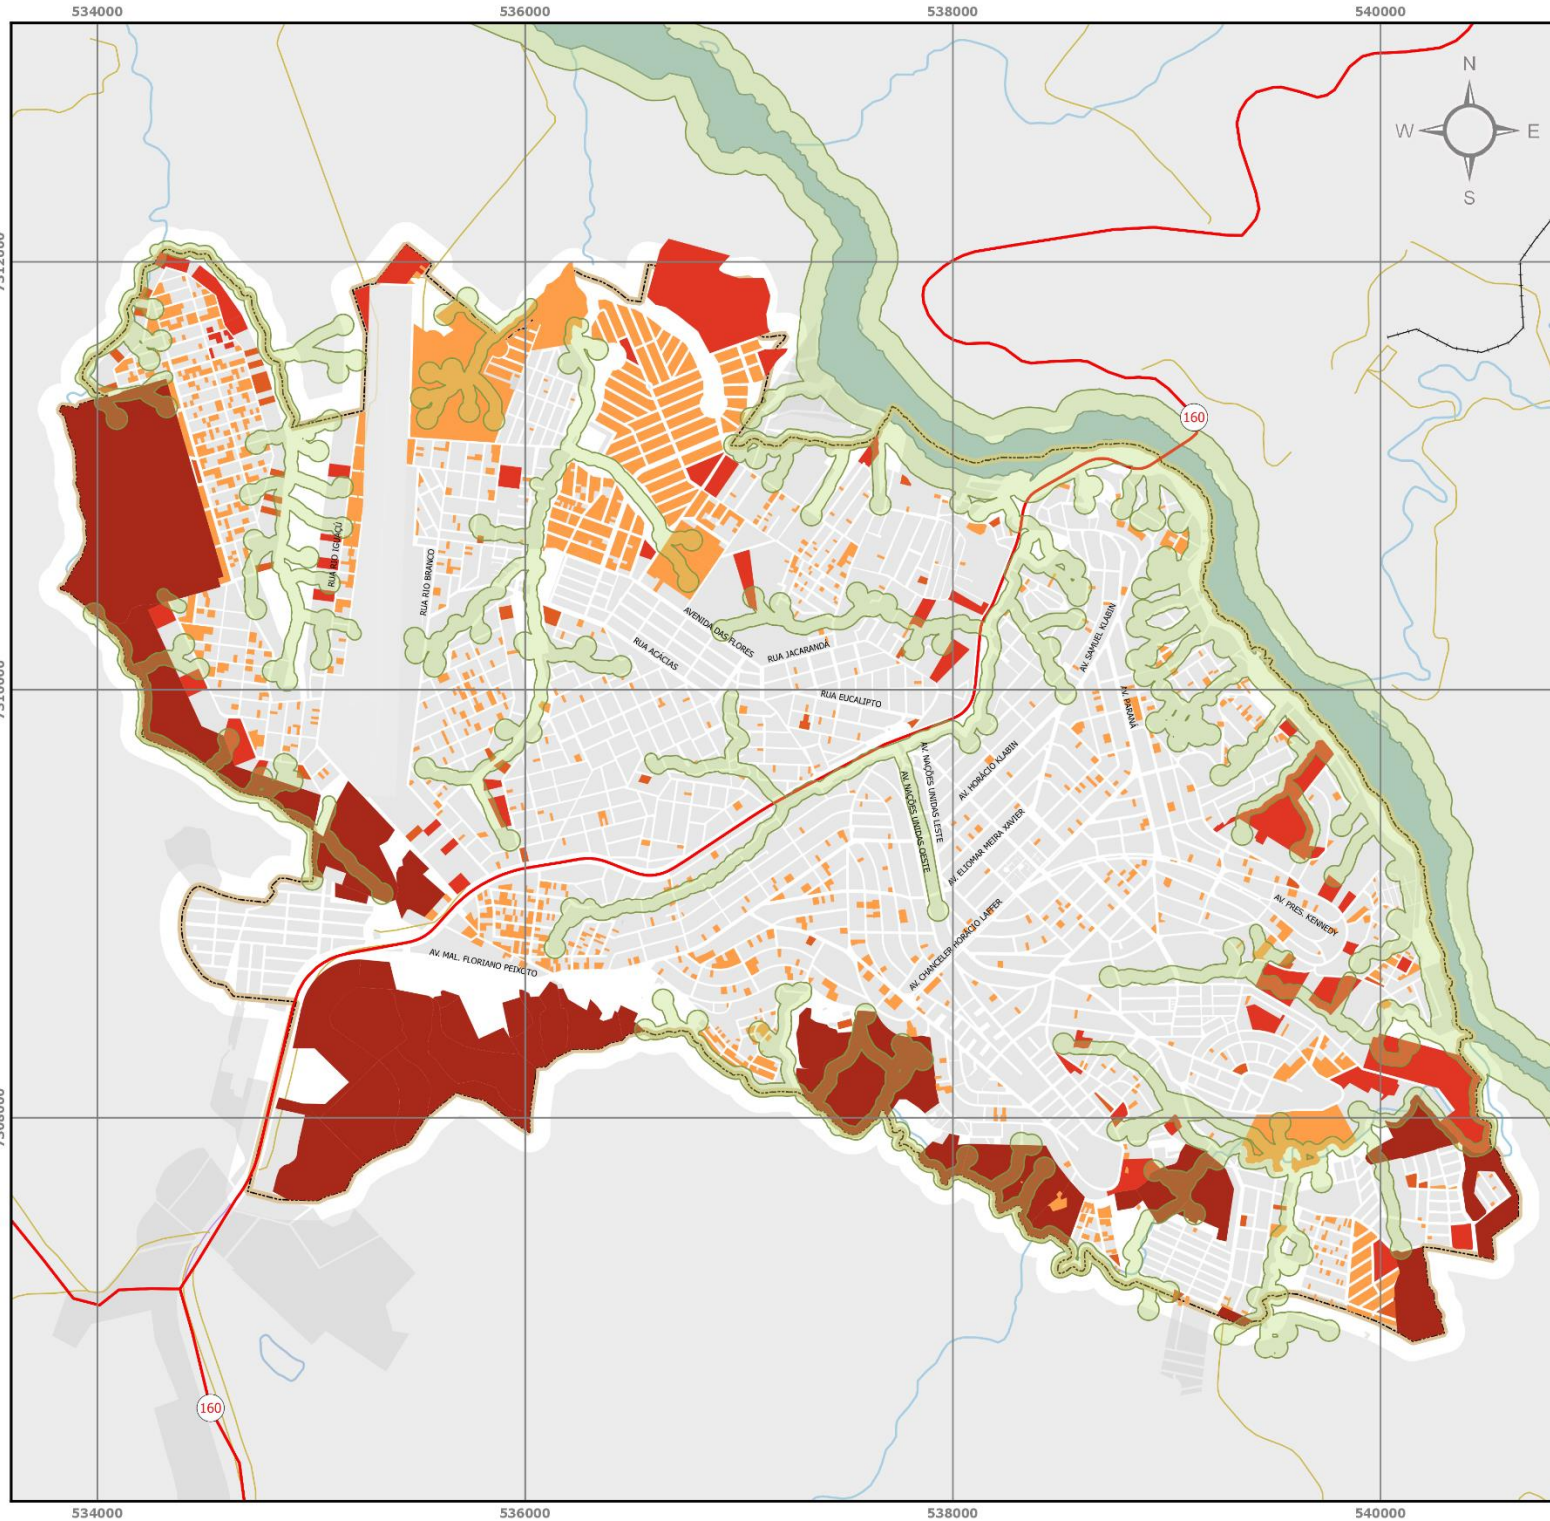 534000
536000
538000
540000
N
W
E
S
160
RUA RIO IGUAÇÚ
RUA RIO BRANCO
AVENIDA DAS FLORES
RUA ACÁCIAS
RUA JACARANDÁ
AV. SAMUEL KLABIN
RUA EUCALIPTO
AV. PARANÁ
AV. NAÇÕES UNIDAS LESTE
AV. NAÇÕES UNIDAS OESTE
AV. HORÁCIO KLABIN
AV. ELIOMAR MEIRA XAVIER
AV. CHANCELER HORÁCIO LAFER
AV. PRES. KENNEDY
AV. MAL. FLORIANO PEIXOTO
160
534000
536000
538000
540000